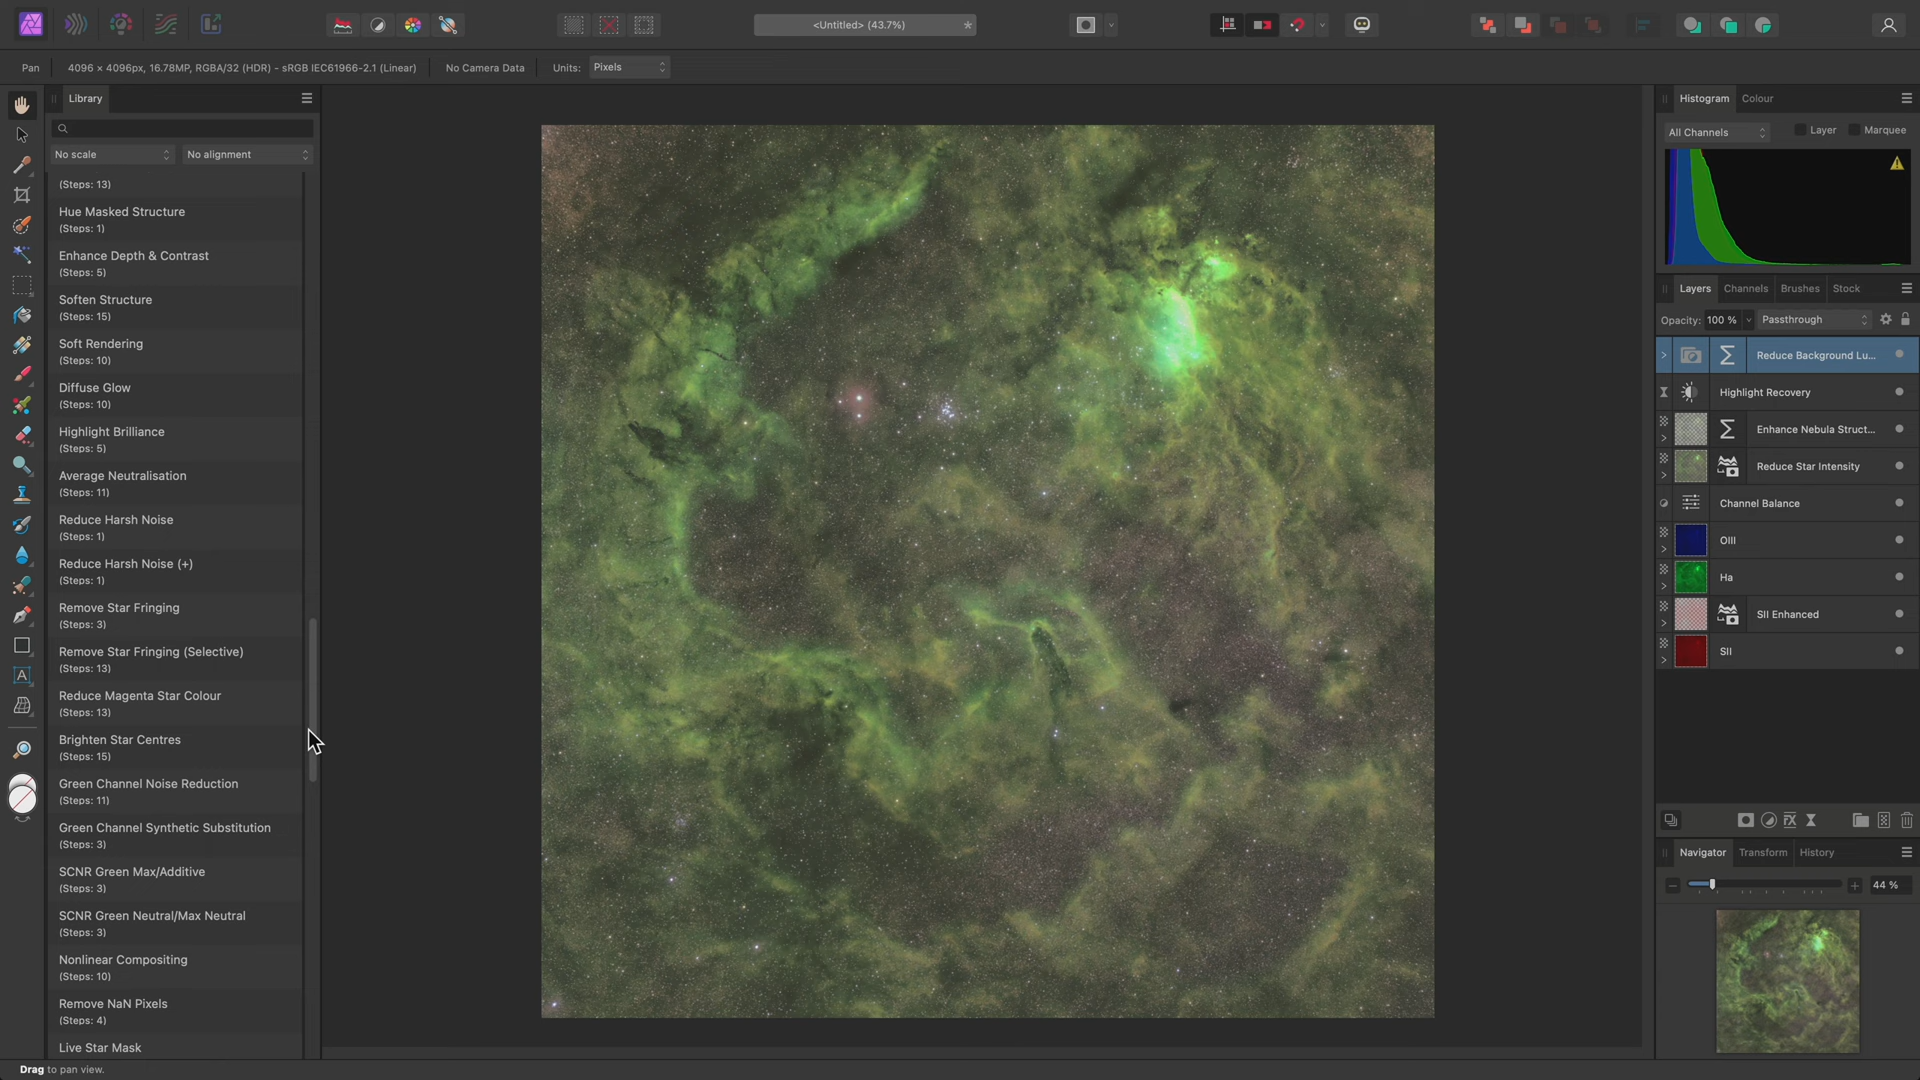 <Untitled> (43.7%)
*
Pan
4096 × 4096px, 16.78MP, RGBA/32 (HDR) - sRGB IEC61966-2.1 (Linear)
No Camera Data
Units:
Pixels
Library
No scale
No alignment
(Steps: 13)
Hue Masked Structure
(Steps: 1)
Enhance Depth & Contrast
(Steps: 5)
Soften Structure
(Steps: 15)
Soft Rendering
(Steps: 10)
Diffuse Glow
(Steps: 10)
Highlight Brilliance
(Steps: 5)
Average Neutralisation
(Steps: 11)
Reduce Harsh Noise
(Steps: 1)
Reduce Harsh Noise (+)
(Steps: 1)
Remove Star Fringing
(Steps: 3)
Remove Star Fringing (Selective)
(Steps: 13)
Reduce Magenta Star Colour
(Steps: 13)
Brighten Star Centres
(Steps: 15)
Green Channel Noise Reduction
(Steps: 11)
Green Channel Synthetic Substitution
(Steps: 3)
SCNR Green Max/Additive
(Steps: 3)
SCNR Green Neutral/Max Neutral
(Steps: 3)
Nonlinear Compositing
(Steps: 10)
Remove NaN Pixels
(Steps: 4)
Live Star Mask
Drag to pan view.
Histogram
Colour
All Channels
Layer
Marquee
Layers
Channels
Brushes
Stock
Opacity:
100 %
Passthrough
Reduce Background Lu...
Highlight Recovery
Enhance Nebula Struct...
Reduce Star Intensity
Channel Balance
OIII
Ha
SII Enhanced
SII
Navigator
Transform
History
44 %